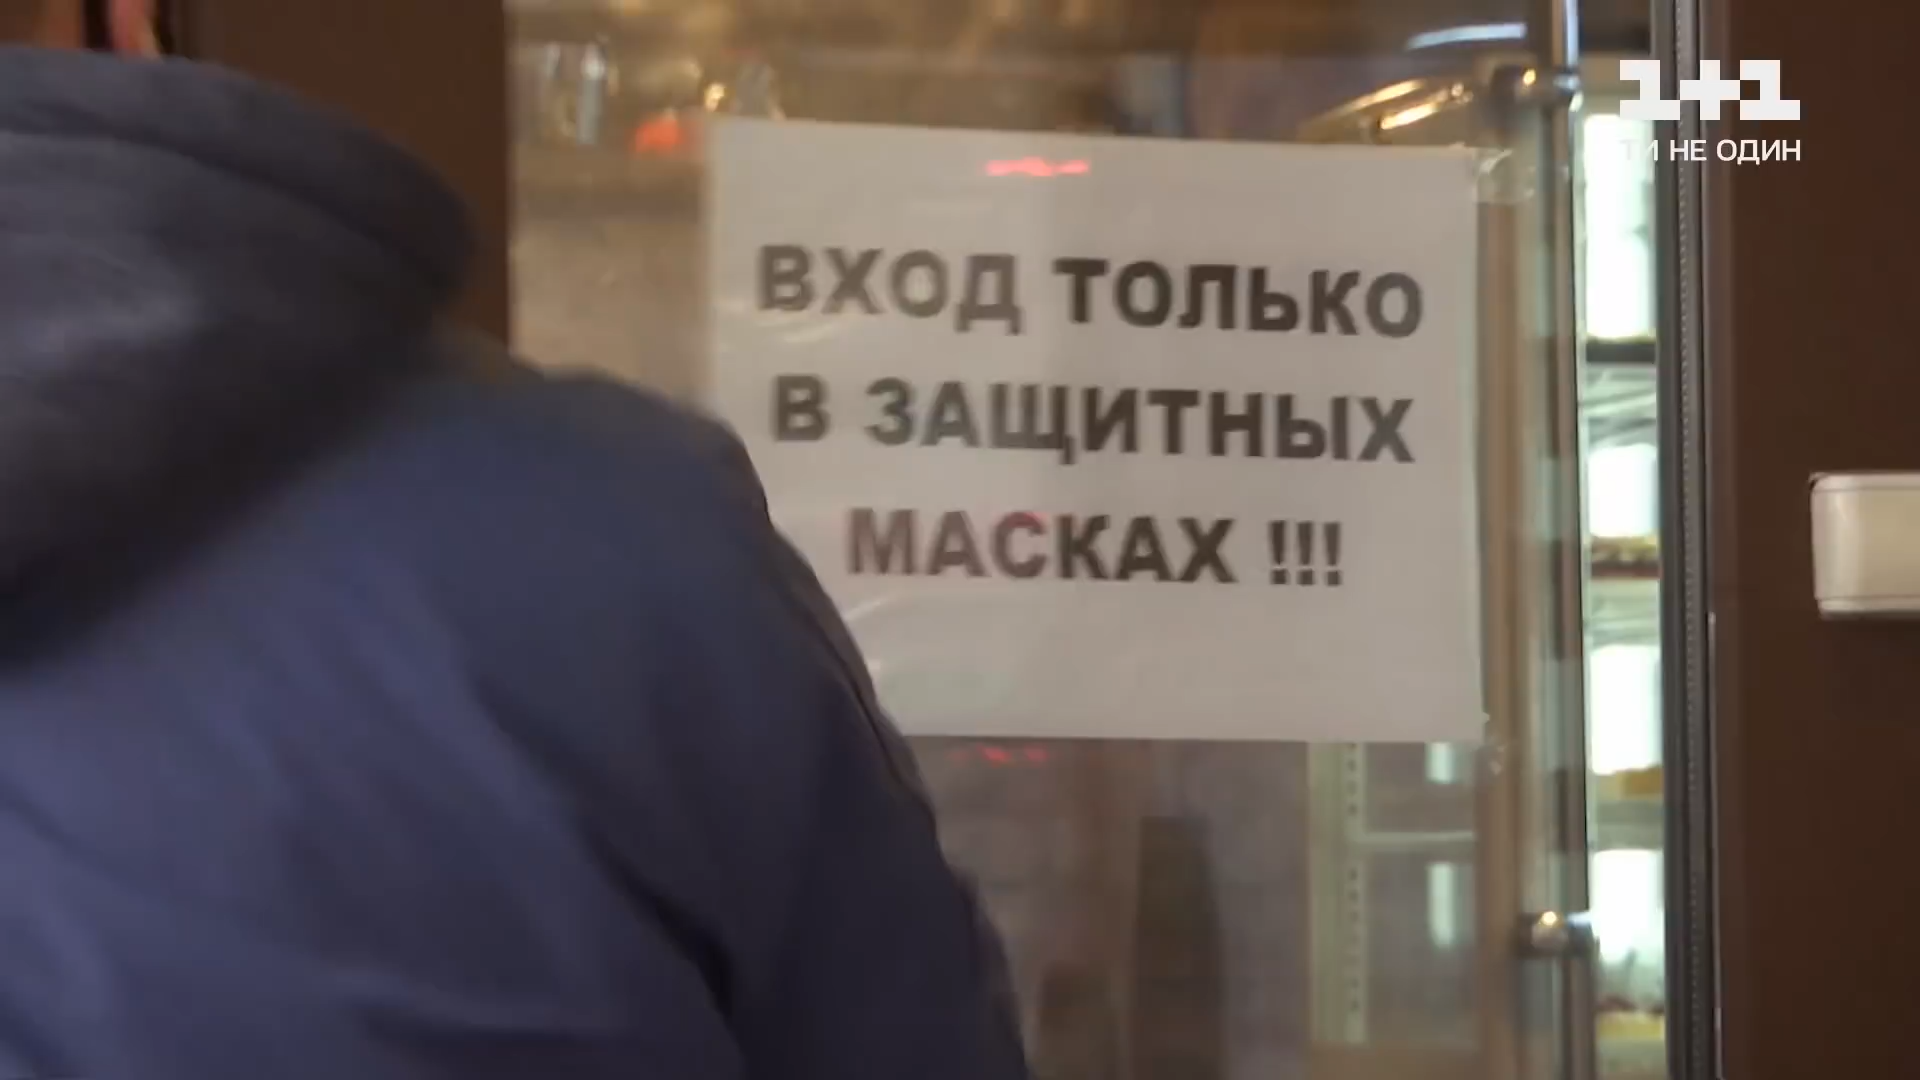 1+1
ТИ НЕ ОДИН
ВХОД ТОЛЬКО
В ЗАЩИТНЫХ
МАСКАХ !!!